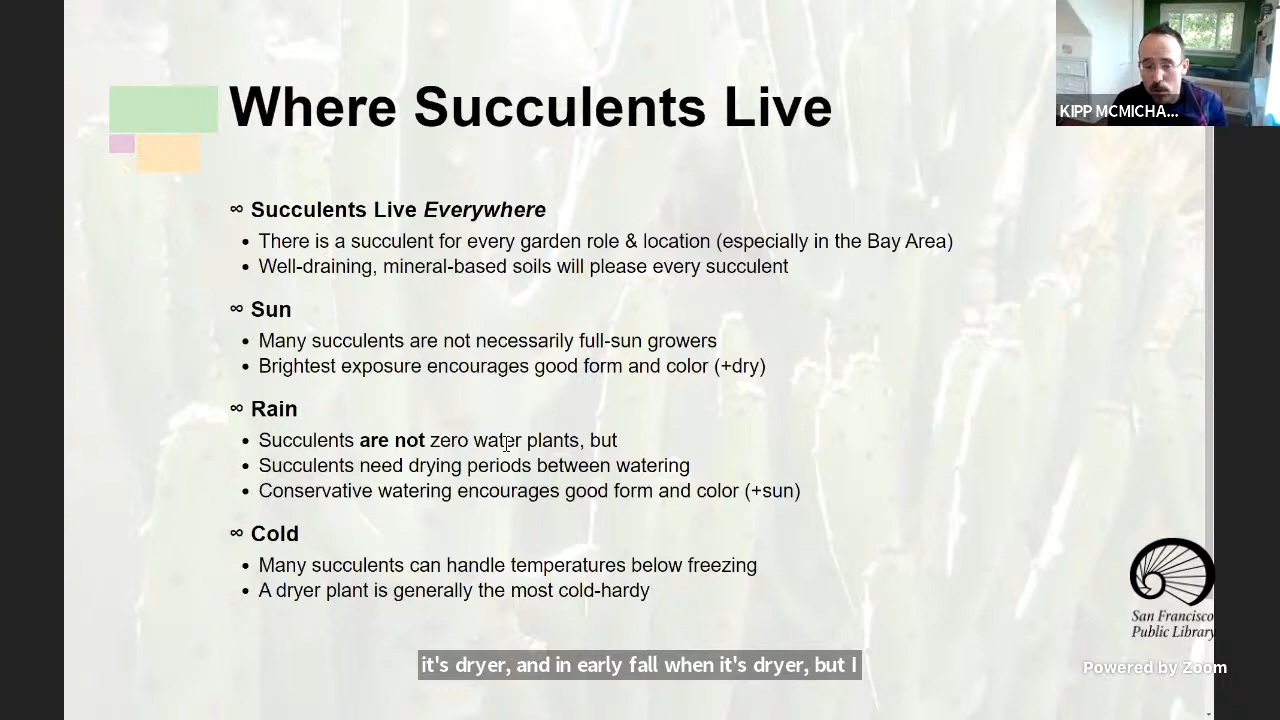 Where Succulents Live
KIPP MCMICHA...
∞ Succulents Live Everywhere
• There is a succulent for every garden role & location (especially in the Bay Area)
• Well-draining, mineral-based soils will please every succulent
∞ Sun
• Many succulents are not necessarily full-sun growers
• Brightest exposure encourages good form and color (+dry)
∞ Rain
• Succulents are not zero water plants, but
• Succulents need drying periods between watering
• Conservative watering encourages good form and color (+sun)
∞ Cold
• Many succulents can handle temperatures below freezing
• A dryer plant is generally the most cold-hardy
San Francisco
Public Library
it's dryer, and in early fall when it's dryer, but I
Powered by Zoom